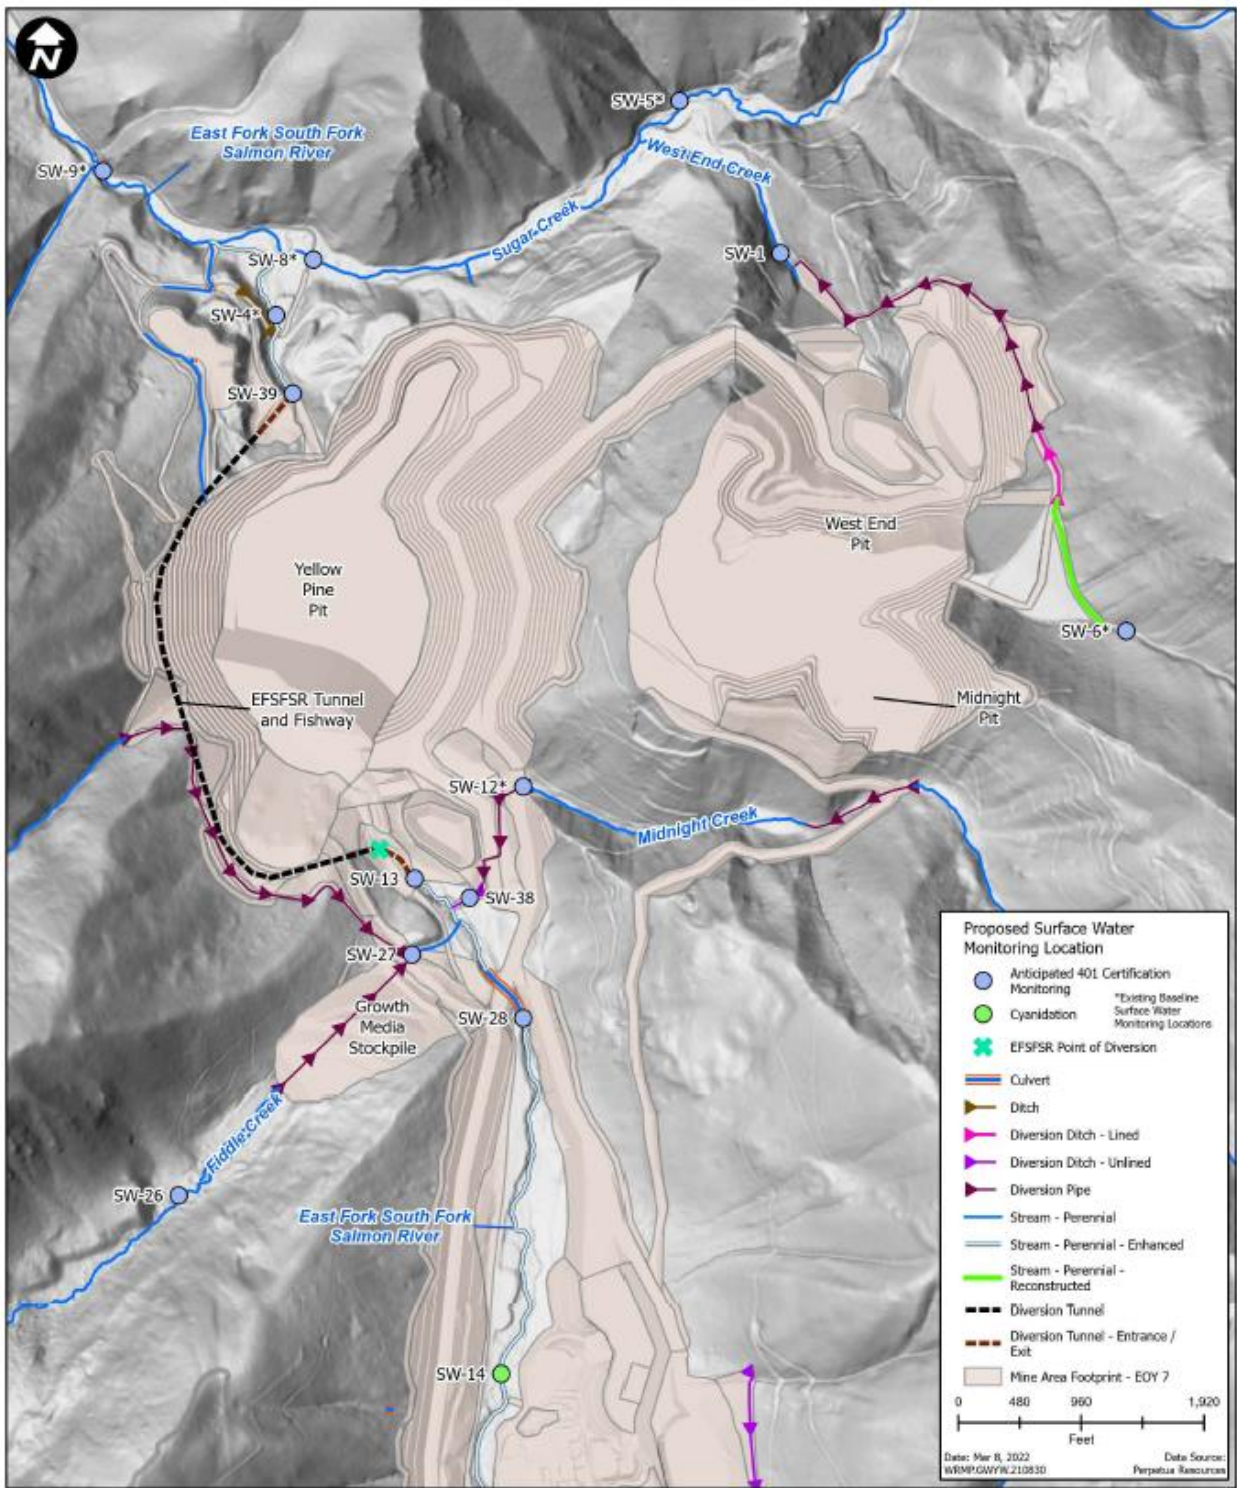 N
SW-5*
East Fork South Fork
Salmon River
West End Creek
SW-9*
Sugar Creek
SW-1
SW-8*
SW-4*
SW-39
West End
Pit
Yellow
Pine
Pit
SW-6*
EFSFSR Tunnel
and Fishway
Midnight
Pit
SW-12*
Midnight Creek
SW-13
SW-38
SW-27
Growth
Media
Stockpile
SW-28
Fiddle Creek
SW-26
East Fork South Fork
Salmon River
SW-14
Proposed Surface Water
Monitoring Location
Anticipated 401 Certification
Monitoring
Cyanidation
*Existing Baseline
Surface Water
Monitoring Locations
EFSFSR Point of Diversion
Culvert
Ditch
Diversion Ditch - Lined
Diversion Ditch - Unlined
Diversion Pipe
Stream - Perennial
Stream - Perennial - Enhanced
Stream - Perennial -
Reconstructed
Diversion Tunnel
Diversion Tunnel - Entrance /
Exit
Mine Area Footprint - EOY 7
0 480 960 1,920
Feet
Date: Mar 8, 2022
WRMP.GWYW.210830
Data Source:
Perpetua Resources